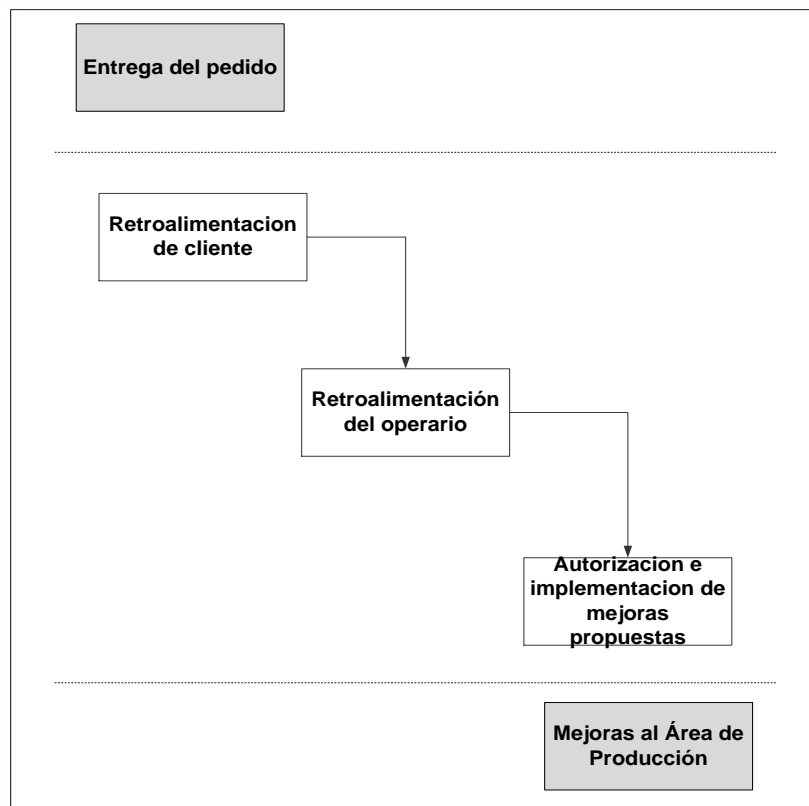 Entrega del pedido
Retroalimentacion
de cliente
Retroalimentación
del operario
Autorizacion e
implementacion de
mejoras
propuestas
Mejoras al Área de
Producción